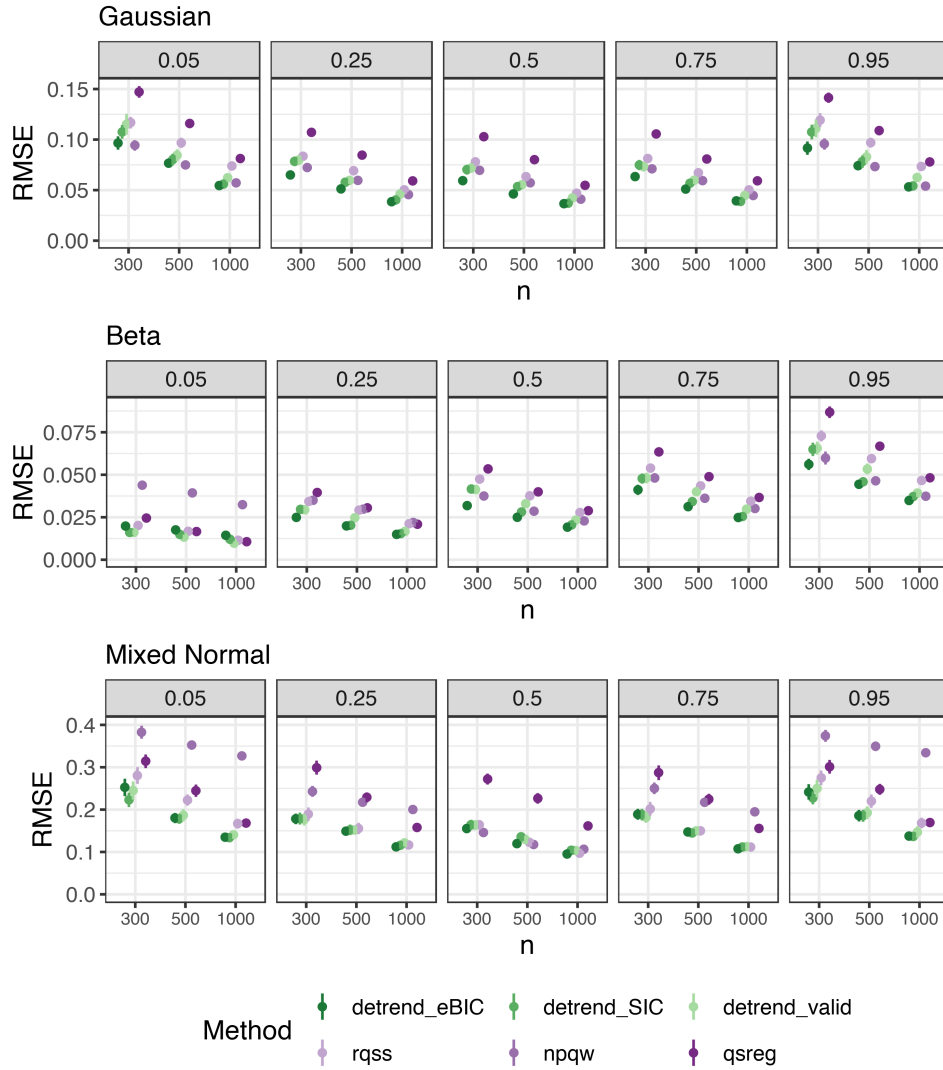 Gaussian
0.05 0.25 0.5 0.75 0.95
0.15
0.10
0.05
0.00
RMSE
300 500 1000 300 500 1000 300 500 1000 300 500 1000 300 500 1000
n
Beta
0.05 0.25 0.5 0.75 0.95
0.075
0.050
0.025
0.000
RMSE
300 500 1000 300 500 1000 300 500 1000 300 500 1000 300 500 1000
n
Mixed Normal
0.05 0.25 0.5 0.75 0.95
0.4
0.3
0.2
0.1
0.0
RMSE
300 500 1000 300 500 1000 300 500 1000 300 500 1000 300 500 1000
n
Method
detrend_eBIC detrend_SIC detrend_valid
rqss npqw qsreg